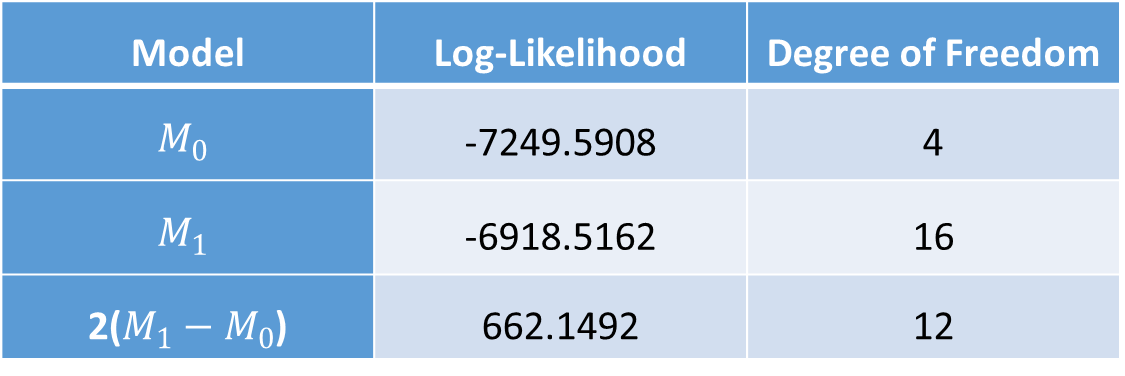 Model Log-Likelihood Degree of Freedom
M₀ -7249.5908 4
M₁ -6918.5162 16
2(M₁ − M₀) 662.1492 12